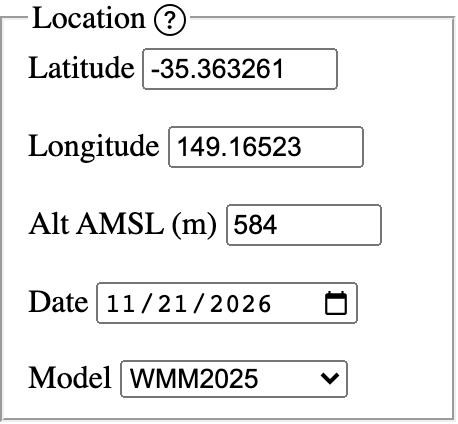 Location ?
Latitude -35.363261
Longitude 149.16523
Alt AMSL (m) 584
Date 11/21/2026
Model WMM2025